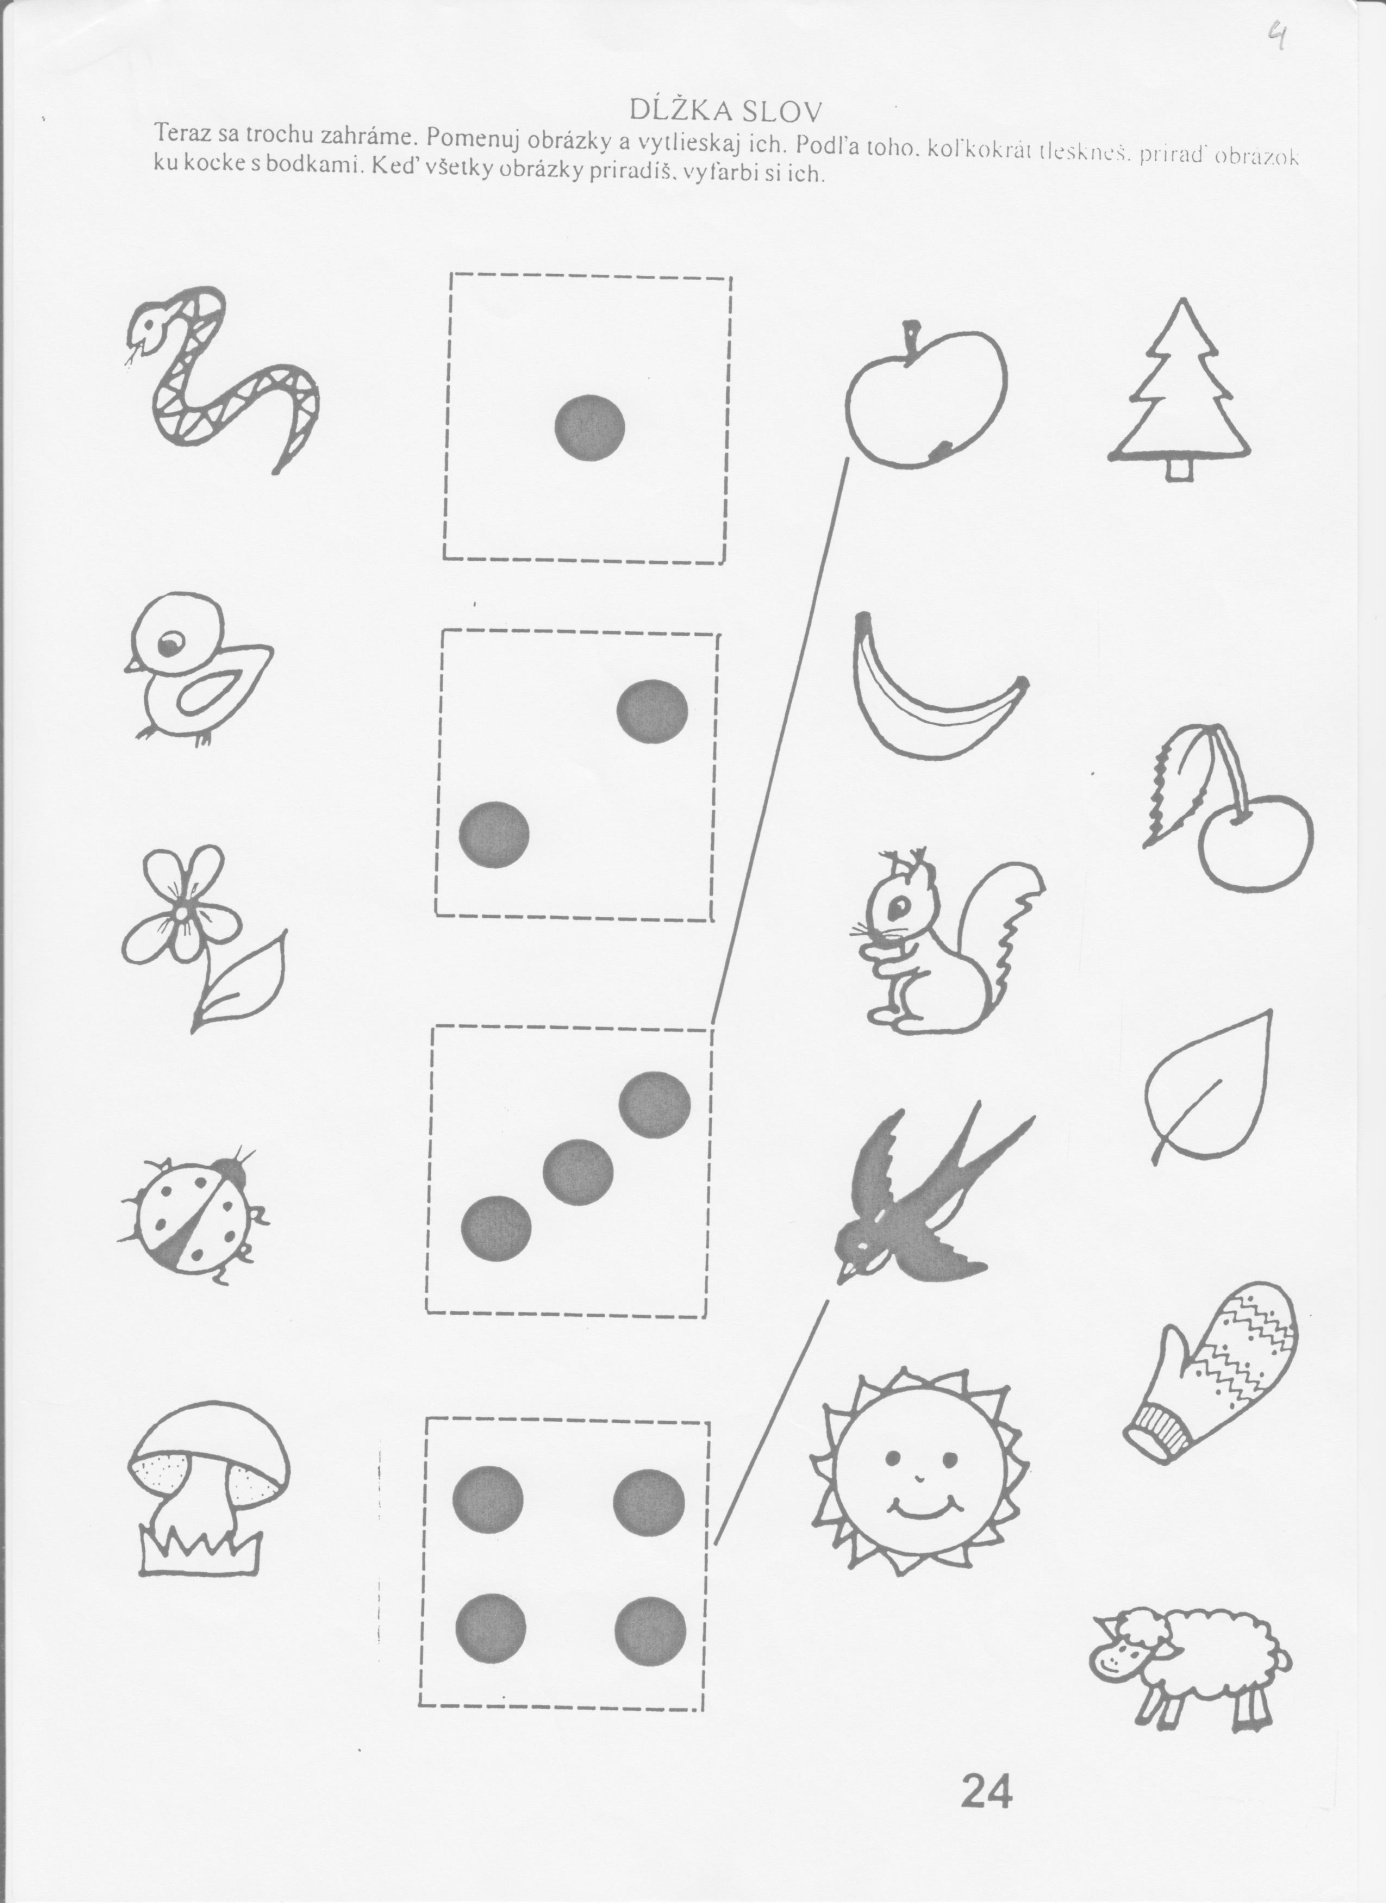 4
DĹŽKA SLOV
Teraz sa trochu zahráme. Pomenuj obrázky a vytlieskaj ich. Podľa toho, koľkokrát tleskneš, priraď obrázok
ku kocke s bodkami. Keď všetky obrázky priradíš, vyfarbi si ich.
24